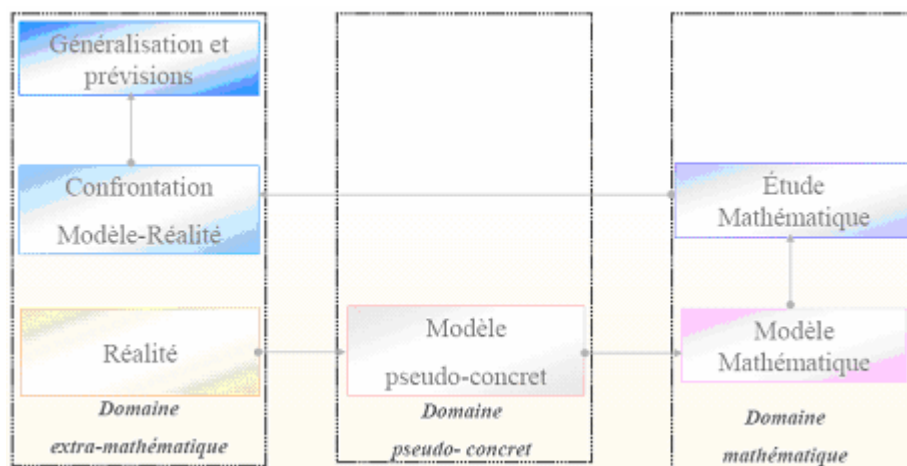 Généralisation et
prévisions
Confrontation
Modèle-Réalité
Étude
Mathématique
Réalité
Modèle
pseudo-concret
Modèle
Mathématique
Domaine
extra-mathématique
Domaine
pseudo- concret
Domaine
mathématique